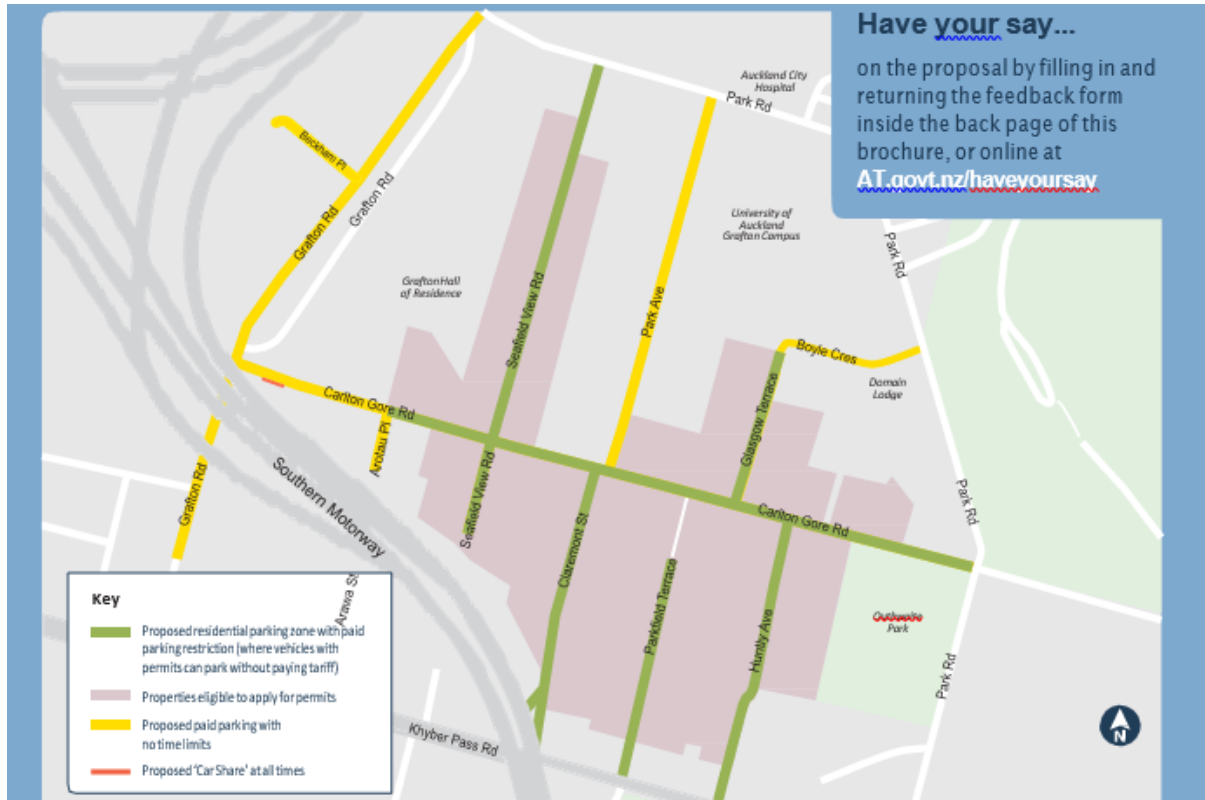 Have your say...
on the proposal by filling in and
returning the feedback form
inside the back page of this
brochure, or online at
AT.govt.nz/haveyoursay
Auckland City
Hospital
Park Rd
Beckham Pl
Grafton Rd
Grafton Rd
University of
Auckland
Grafton Campus
Park Rd
Grafton Hall
of Residence
Seafield View Rd
Park Ave
Boyle Cres
Domain
Lodge
Glasgow Terrace
Carlton Gore Rd
Arotau Pl
Grafton Rd
Southern Motorway
Seafield View Rd
Claremont St
Carlton Gore Rd
Park Rd
Parkfield Terrace
Huntly Ave
Outhwaite
Park
Park Rd
Arawa St
Khyber Pass Rd
N
Key
Proposed residential parking zone with paid
parking restriction (where vehicles with
permits can park without paying tariff)
Properties eligible to apply for permits
Proposed paid parking with
no time limits
Proposed 'Car Share' at all times